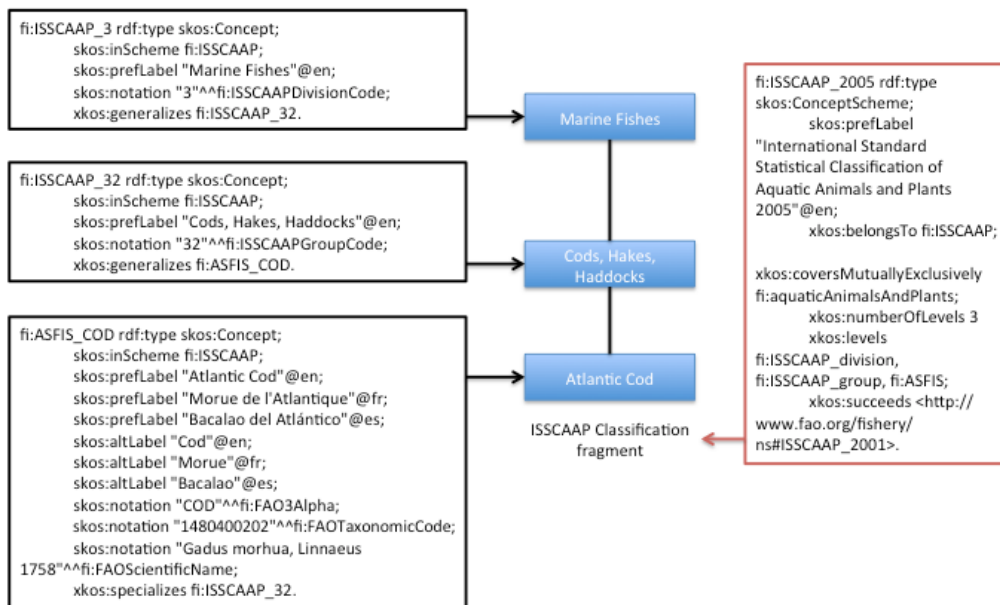 fi:ISSCAAP_3 rdf:type skos:Concept;
skos:inScheme fi:ISSCAAP;
skos:prefLabel "Marine Fishes"@en;
skos:notation "3"^^fi:ISSCAAPDivisionCode;
xkos:generalizes fi:ISSCAAP_32.
Marine Fishes
fi:ISSCAAP_32 rdf:type skos:Concept;
skos:inScheme fi:ISSCAAP;
skos:prefLabel "Cods, Hakes, Haddocks"@en;
skos:notation "32"^^fi:ISSCAAPGroupCode;
xkos:generalizes fi:ASFIS_COD.
Cods, Hakes,
Haddocks
fi:ASFIS_COD rdf:type skos:Concept;
skos:inScheme fi:ISSCAAP;
skos:prefLabel "Atlantic Cod"@en;
skos:prefLabel "Morue de l'Atlantique"@fr;
skos:prefLabel "Bacalao del Atlántico"@es;
skos:altLabel "Cod"@en;
skos:altLabel "Morue"@fr;
skos:altLabel "Bacalao"@es;
skos:notation "COD"^^fi:FAO3Alpha;
skos:notation "1480400202"^^fi:FAOTaxonomicCode;
skos:notation "Gadus morhua, Linnaeus
1758"^^fi:FAOScientificName;
xkos:specializes fi:ISSCAAP_32.
Atlantic Cod
ISSCAAP Classification
fragment
fi:ISSCAAP_2005 rdf:type
skos:ConceptScheme;
skos:prefLabel
"International Standard
Statistical Classification of
Aquatic Animals and Plants
2005"@en;
xkos:belongsTo fi:ISSCAAP;
xkos:coversMutuallyExclusively
fi:aquaticAnimalsAndPlants;
xkos:numberOfLevels 3
xkos:levels
fi:ISSCAAP_division,
fi:ISSCAAP_group, fi:ASFIS;
xkos:succeeds <http://
www.fao.org/fishery/
ns#ISSCAAP_2001>.